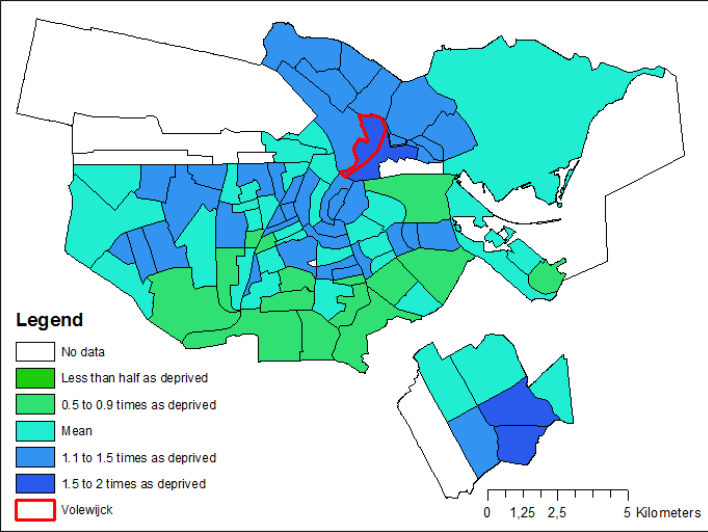 Legend
No data
Less than half as deprived
0.5 to 0.9 times as deprived
Mean
1.1 to 1.5 times as deprived
1.5 to 2 times as deprived
Volewijck
0 1,25 2,5 5 Kilometers